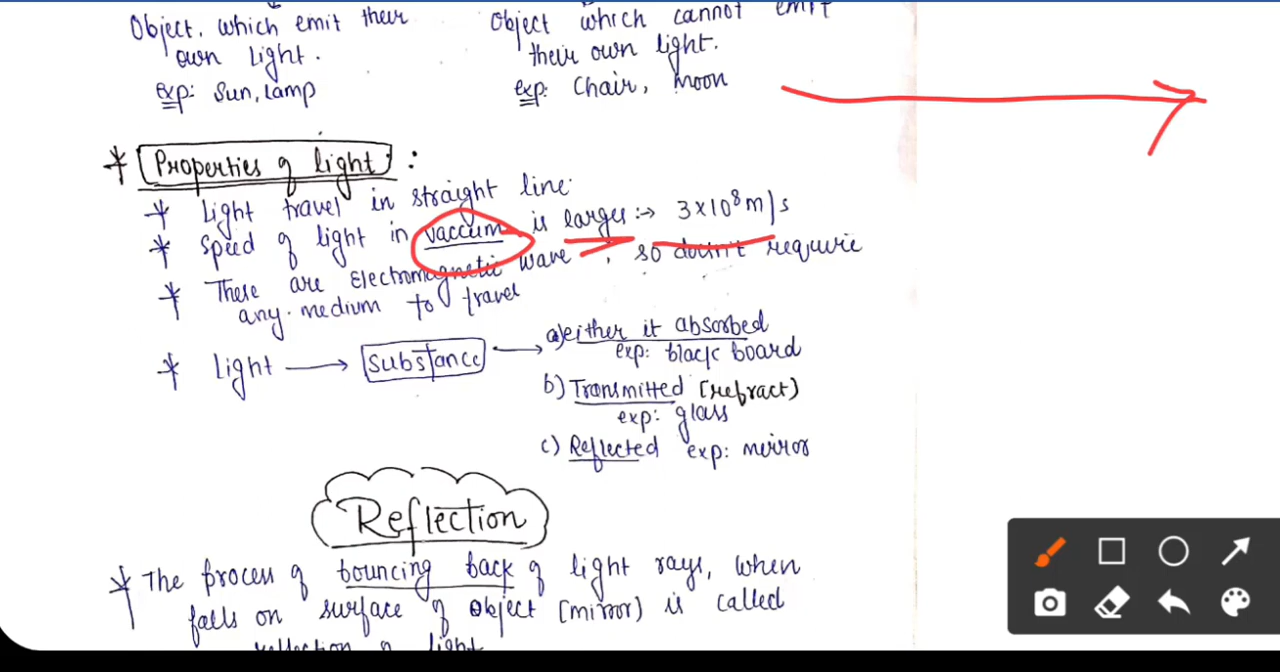 Object. which emit their
own light.
exp: Sun, Lamp
Object which cannot emit
their own light.
exp: Chair, Moon
* Properties of light :
* Light travel in straight line.
* Speed of light in vaccum is larger :→ 3×10⁸m/s
* These are Electromagnetic wave, so doesn't require
any medium to travel
* light → Substance → a) either it absorbed
exp: black board
b) Transmitted [refract)
exp: glass
c) Reflected exp: mirror
Reflection
* The process of bouncing back of light rays, when
falls on surface of object [mirror) is called
reflection of light